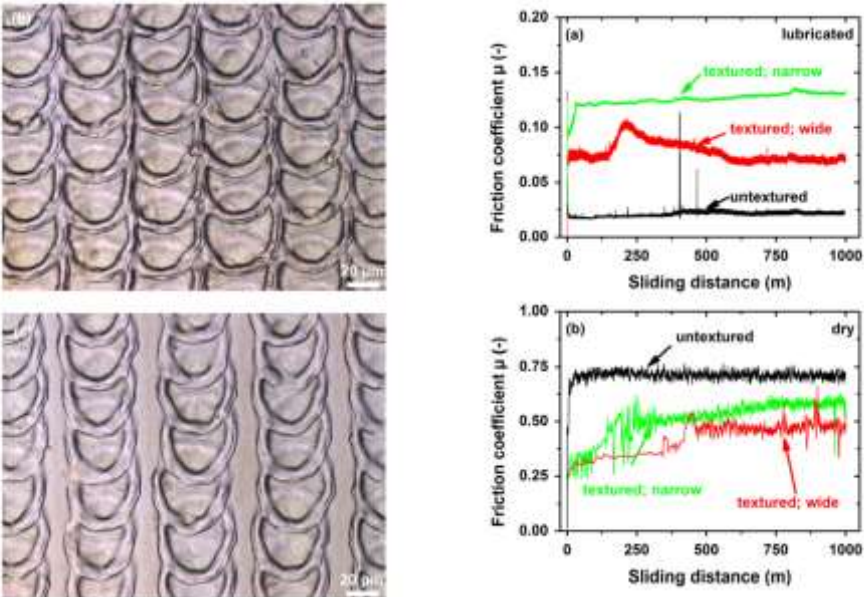 (b)
20 µm
20 µm
(a)
lubricated
textured; narrow
textured; wide
untextured
Friction coefficient µ (-)
0.20
0.15
0.10
0.05
0.00
0
250
500
750
1000
Sliding distance (m)
(b)
dry
untextured
textured; narrow
textured; wide
Friction coefficient µ (-)
1.00
0.75
0.50
0.25
0.00
0
250
500
750
1000
Sliding distance (m)